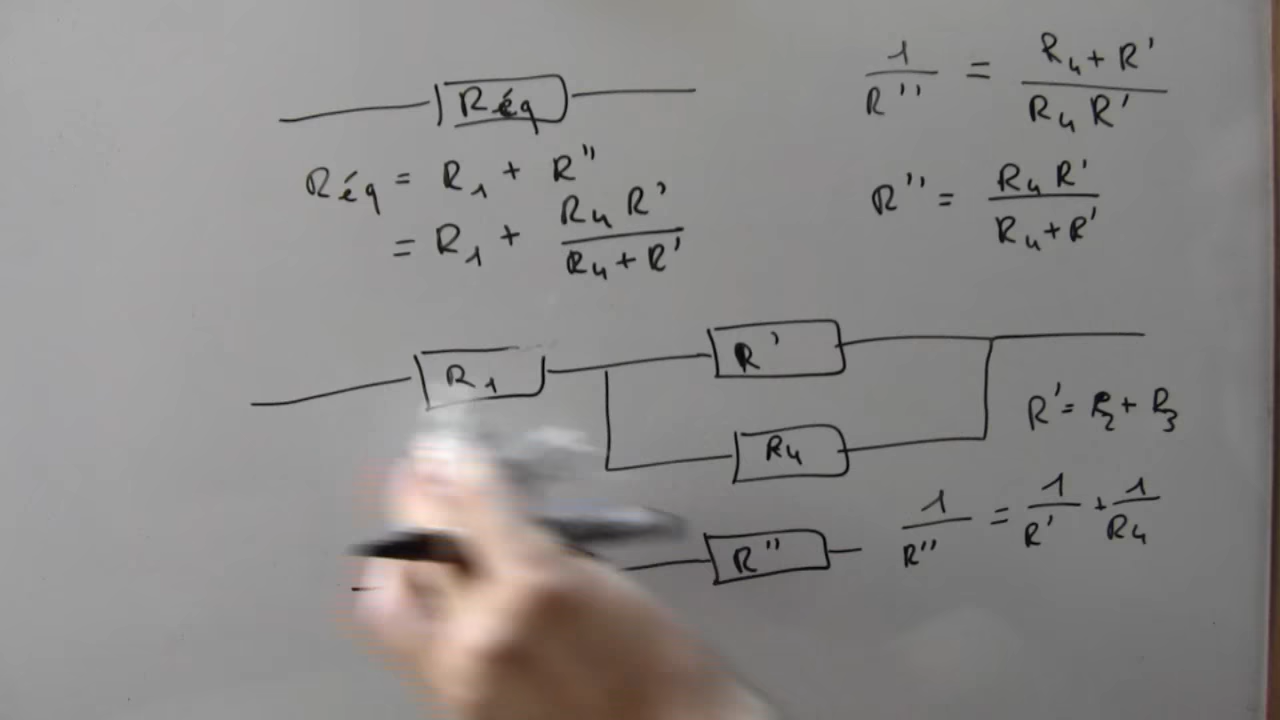 Réq
Réq = R1 + R''
= R1 + R4 R' / R4 + R'
1 / R'' = R4 + R' / R4 R'
R'' = R4 R' / R4 + R'
R'
R1
R4
R' = R2 + R3
R''
1 / R'' = 1 / R' + 1 / R4